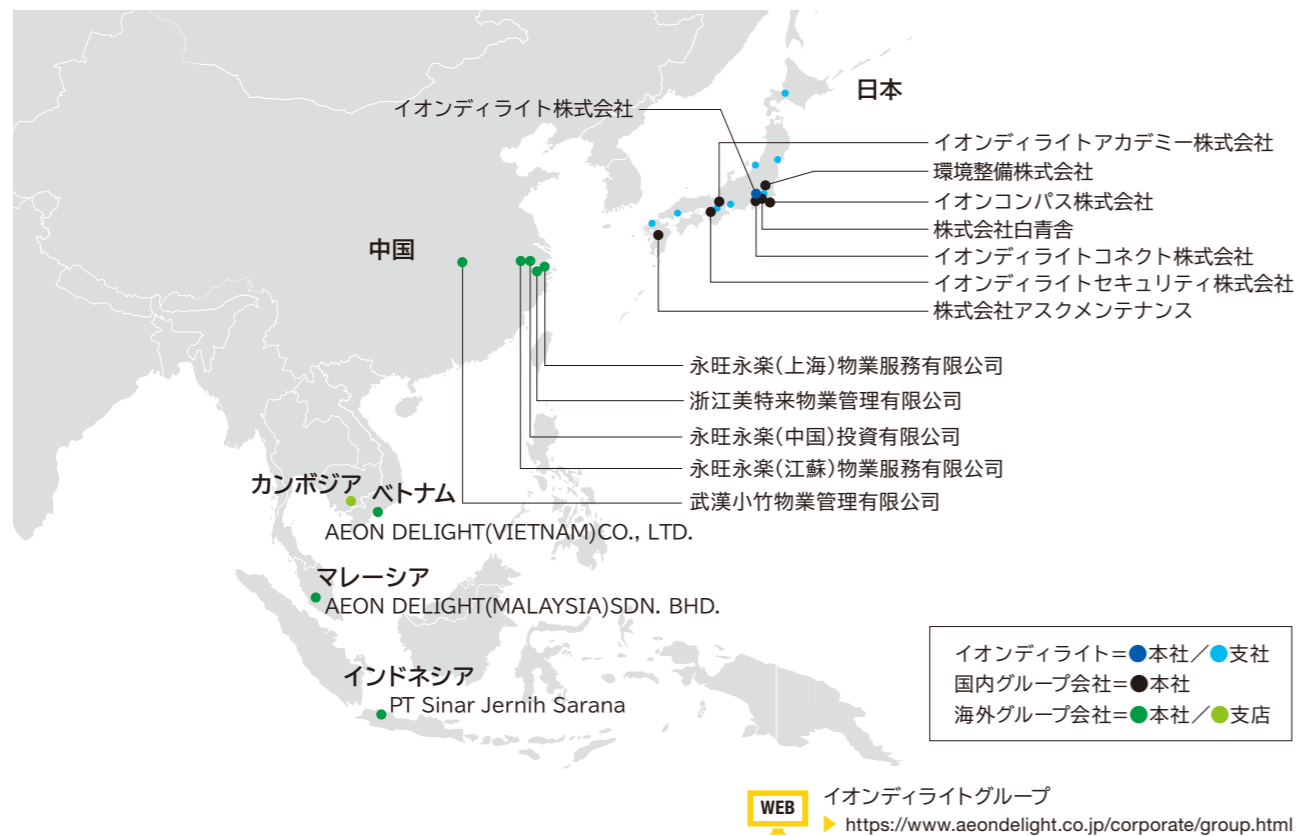 日本
イオンディライト株式会社
イオンディライトアカデミー株式会社
環境整備株式会社
イオンコンパス株式会社
株式会社白青舎
イオンディライトコネクト株式会社
イオンディライトセキュリティ株式会社
株式会社アスクメンテナンス
中国
永旺永楽(上海)物業服務有限公司
浙江美特来物業管理有限公司
永旺永楽(中国)投資有限公司
永旺永楽(江蘇)物業服務有限公司
武漢小竹物業管理有限公司
カンボジア
ベトナム
AEON DELIGHT(VIETNAM)CO., LTD.
マレーシア
AEON DELIGHT(MALAYSIA)SDN. BHD.
インドネシア
PT Sinar Jernih Sarana
イオンディライト=●本社／●支社
国内グループ会社=●本社
海外グループ会社=●本社／●支店
WEB
イオンディライトグループ
https://www.aeondelight.co.jp/corporate/group.html